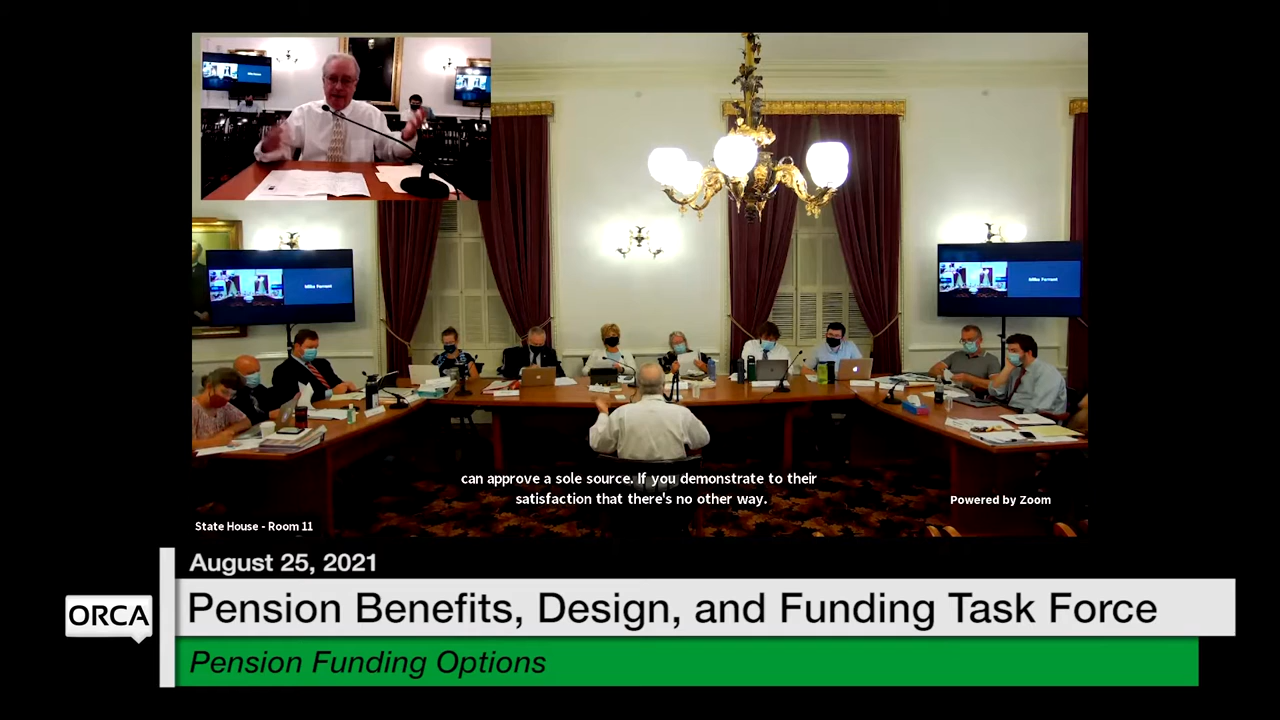 can approve a sole source. If you demonstrate to their
satisfaction that there's no other way.
Powered by Zoom
State House - Room 11
August 25, 2021
ORCA
Pension Benefits, Design, and Funding Task Force
Pension Funding Options